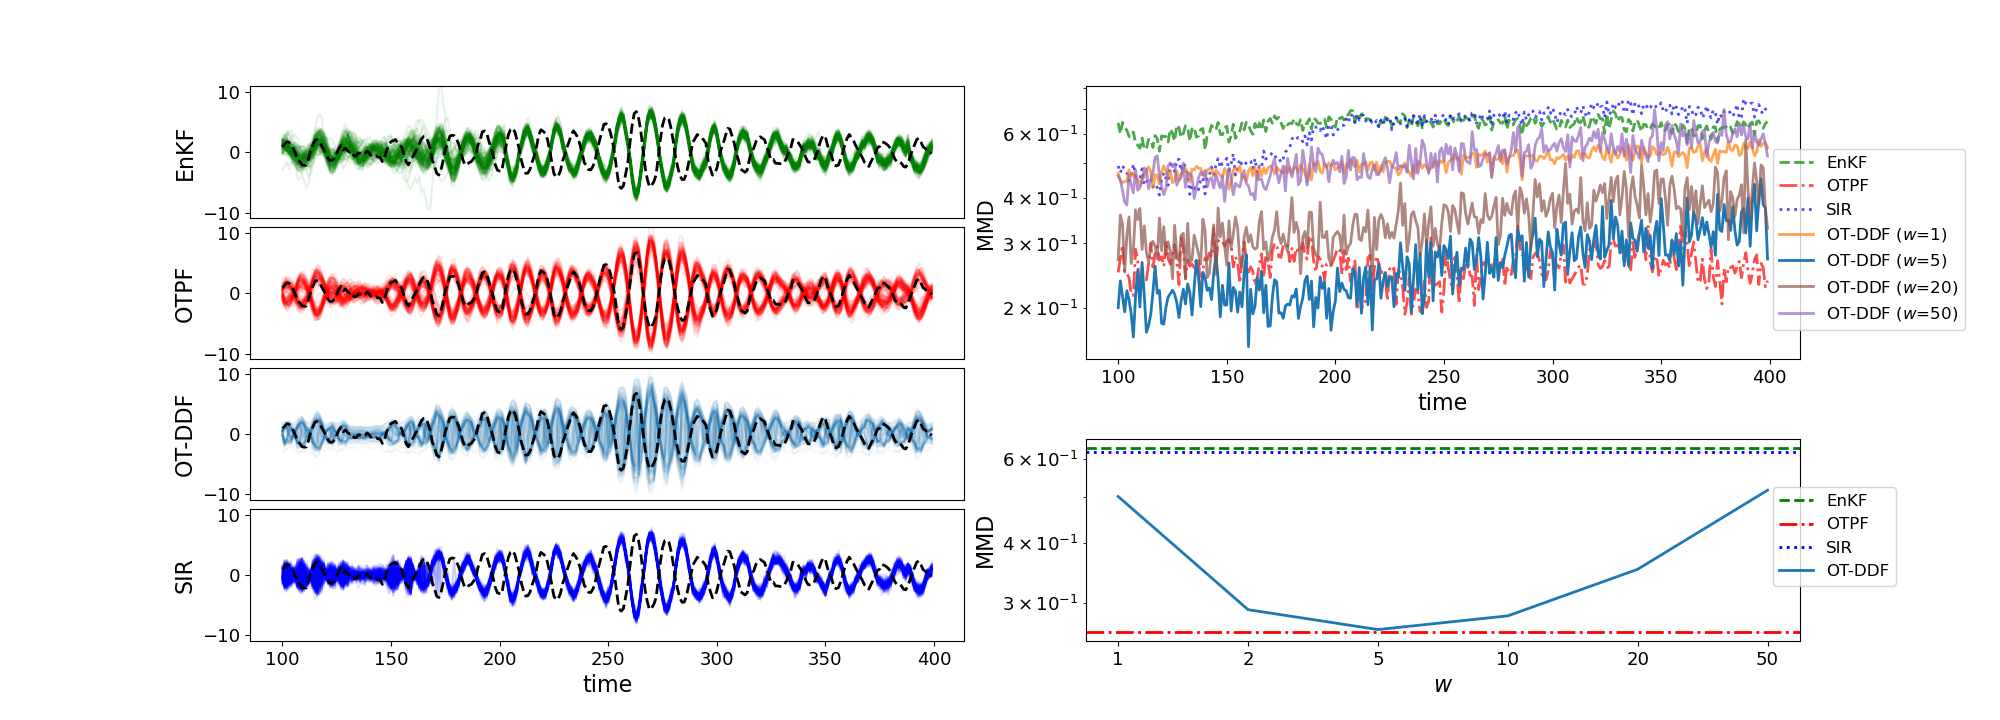 EnKF
10
0
−10
OTPF
10
0
−10
OT-DDF
10
0
−10
SIR
10
0
−10
100 150 200 250 300 350 400
time
MMD
6 × 10⁻¹
4 × 10⁻¹
3 × 10⁻¹
2 × 10⁻¹
100 150 200 250 300 350 400
time
EnKF
OTPF
SIR
OT-DDF (w=1)
OT-DDF (w=5)
OT-DDF (w=20)
OT-DDF (w=50)
MMD
6 × 10⁻¹
4 × 10⁻¹
3 × 10⁻¹
1 2 5 10 20 50
w
EnKF
OTPF
SIR
OT-DDF